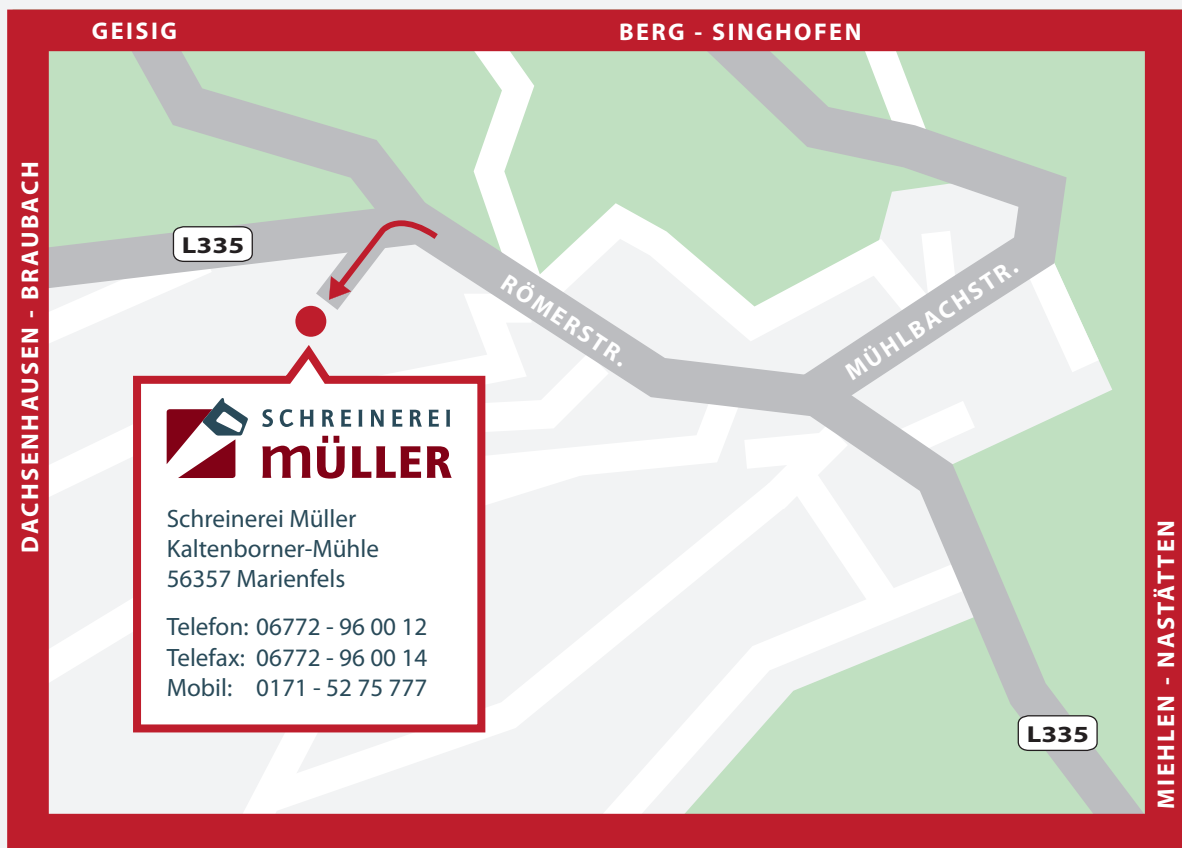 GEISIG
BERG - SINGHOFEN
DACHSENHAUSEN - BRAUBACH
L335
RÖMERSTR.
MÜHLBACHSTR.
SCHREINEREI
MÜLLER
Schreinerei Müller
Kaltenborner-Mühle
56357 Marienfels
Telefon: 06772 - 96 00 12
Telefax: 06772 - 96 00 14
Mobil: 0171 - 52 75 777
L335
MIEHLEN - NASTÄTTEN